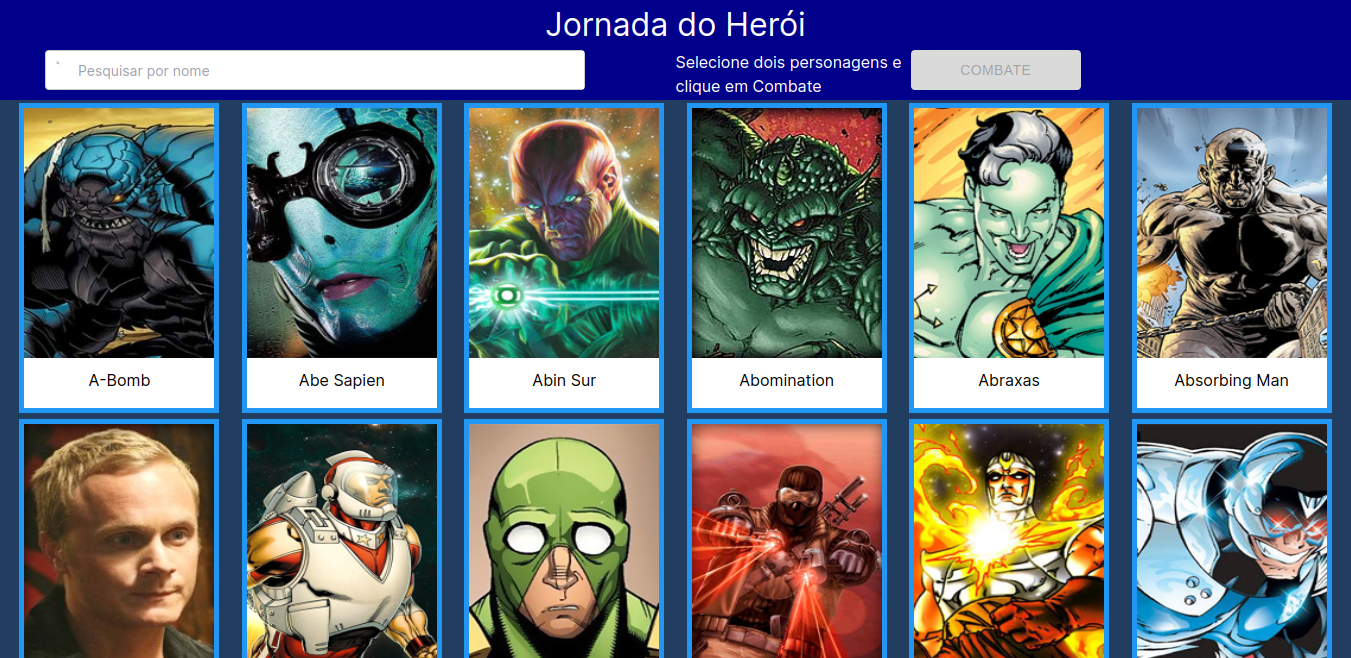 Jornada do Herói
Pesquisar por nome
Selecione dois personagens e
clique em Combate
COMBATE
A-Bomb
Abe Sapien
Abin Sur
Abomination
Abraxas
Absorbing Man